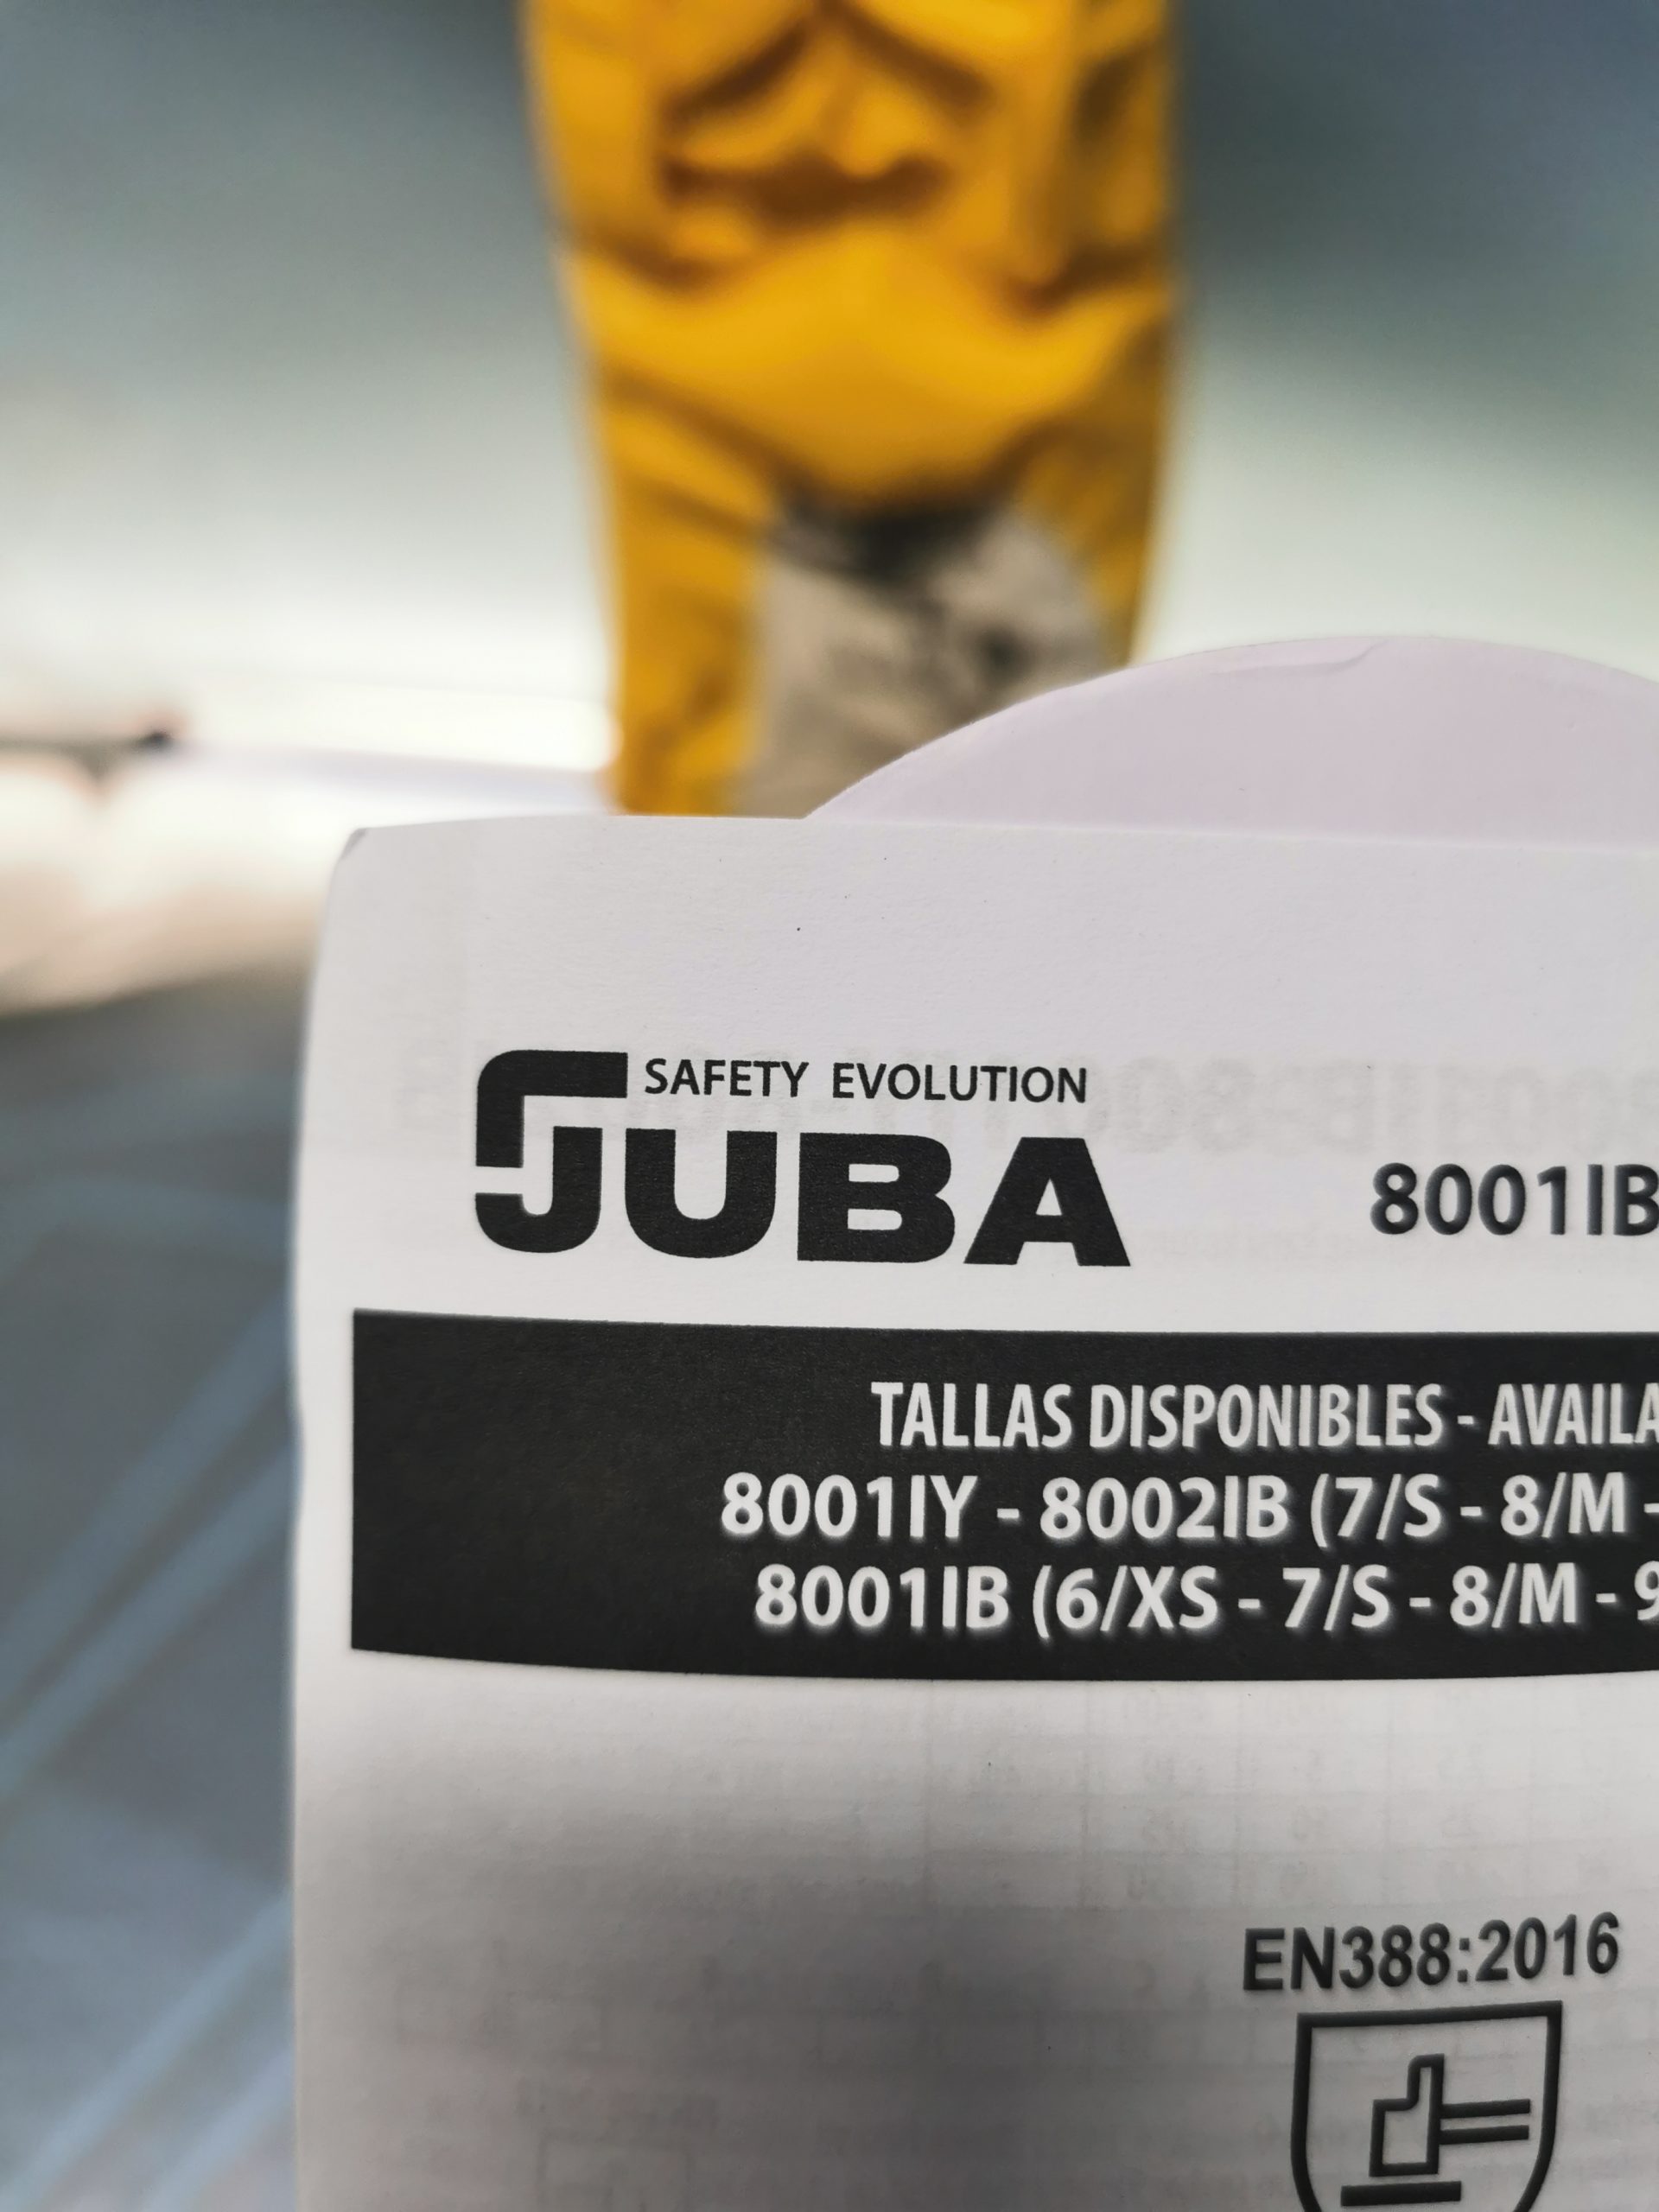 SAFETY EVOLUTION
JUBA
8001IB
TALLAS DISPONIBLES - AVAILA
8001IY - 8002IB (7/S - 8/M -
8001IB (6/XS - 7/S - 8/M - 9
EN388:2016